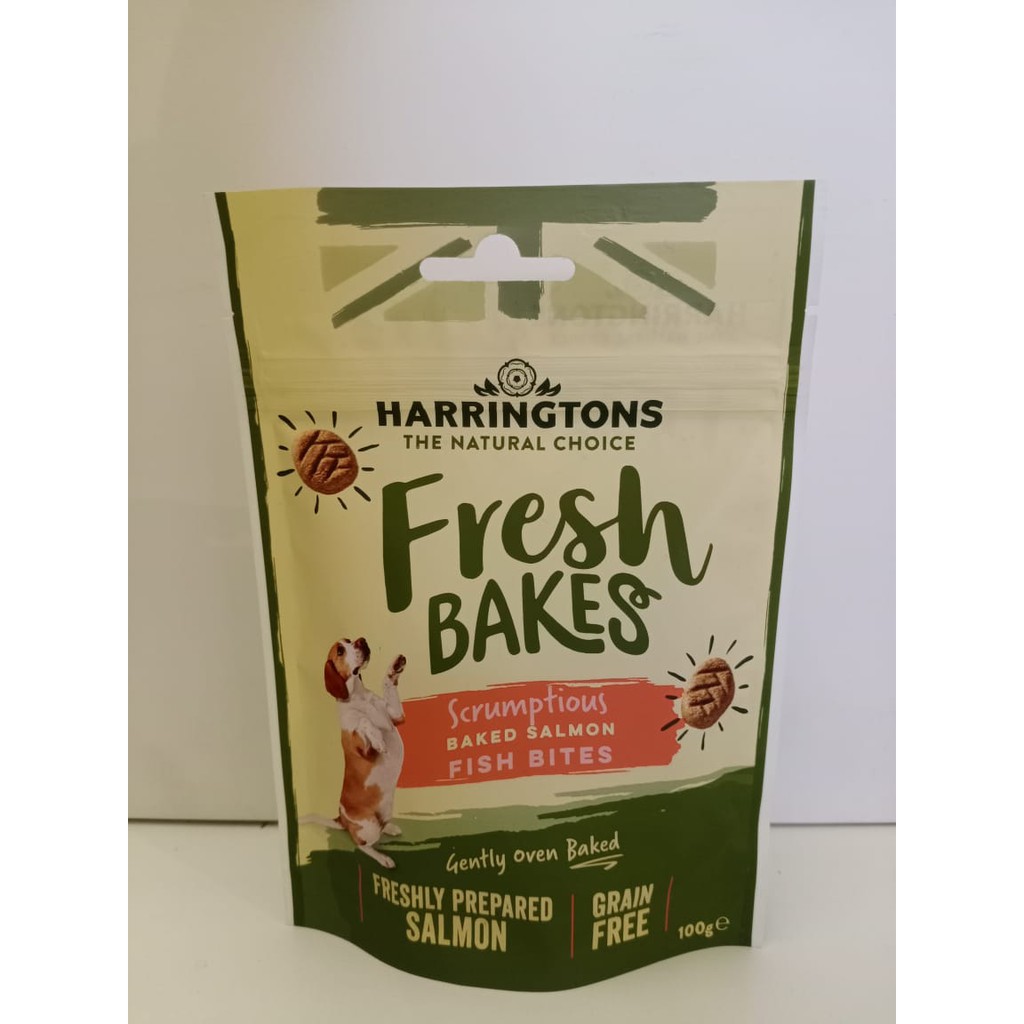 HARRINGTONS
THE NATURAL CHOICE
Fresh
BAKES
Scrumptious
BAKED SALMON
FISH BITES
Gently Oven Baked
FRESHLY PREPARED
SALMON
GRAIN
FREE
100g℮